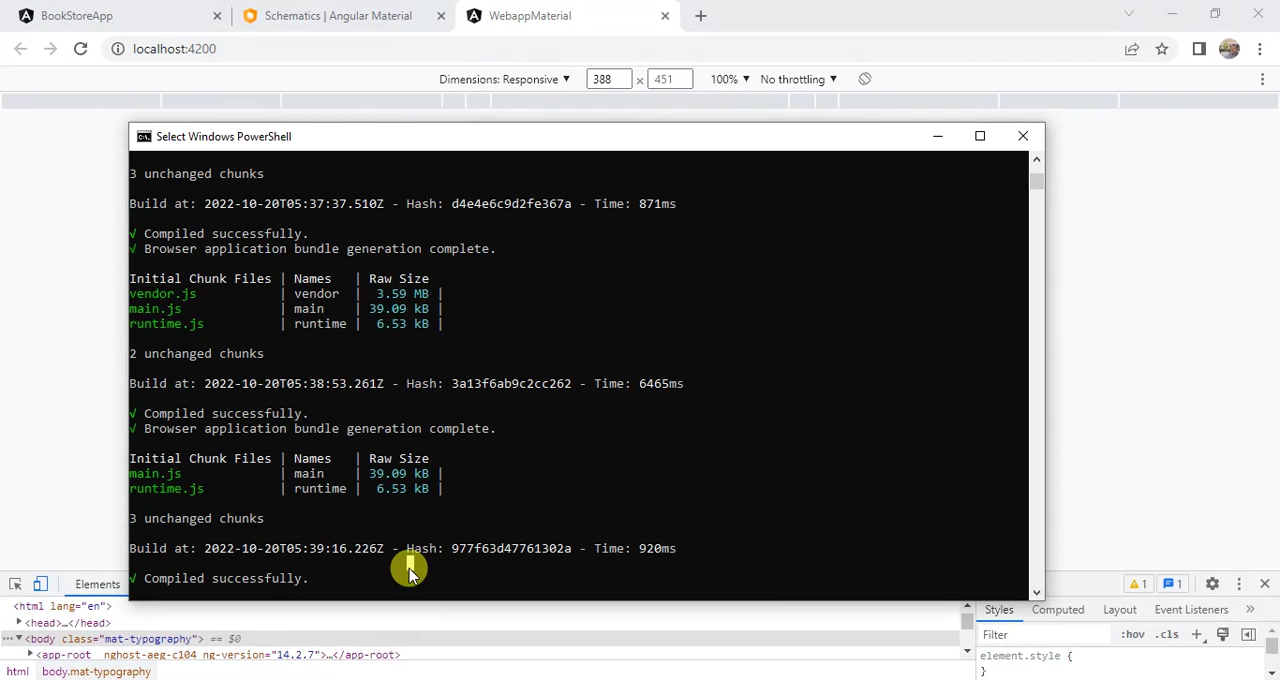 BookStoreApp
Schematics | Angular Material
WebappMaterial
localhost:4200
Dimensions: Responsive 388 × 451 100% No throttling
Select Windows PowerShell
3 unchanged chunks
Build at: 2022-10-20T05:37:37.510Z - Hash: d4e4e6c9d2fe367a - Time: 871ms
√ Compiled successfully.
√ Browser application bundle generation complete.
Initial Chunk Files | Names | Raw Size
vendor.js | vendor | 3.59 MB |
main.js | main | 39.09 kB |
runtime.js | runtime | 6.53 kB |
2 unchanged chunks
Build at: 2022-10-20T05:38:53.261Z - Hash: 3a13f6ab9c2cc262 - Time: 6465ms
√ Compiled successfully.
√ Browser application bundle generation complete.
Initial Chunk Files | Names | Raw Size
main.js | main | 39.09 kB |
runtime.js | runtime | 6.53 kB |
3 unchanged chunks
Build at: 2022-10-20T05:39:16.226Z - Hash: 977f63d47761302a - Time: 920ms
√ Compiled successfully.
Elements 1 1
<html lang="en">
<head>…</head>
<body class="mat-typography"> == $0
<app-root _nghost-aeg-c104 ng-version="14.2.7">…</app-root>
html body.mat-typography
Styles Computed Layout Event Listeners »
Filter :hov .cls +
element.style {
}